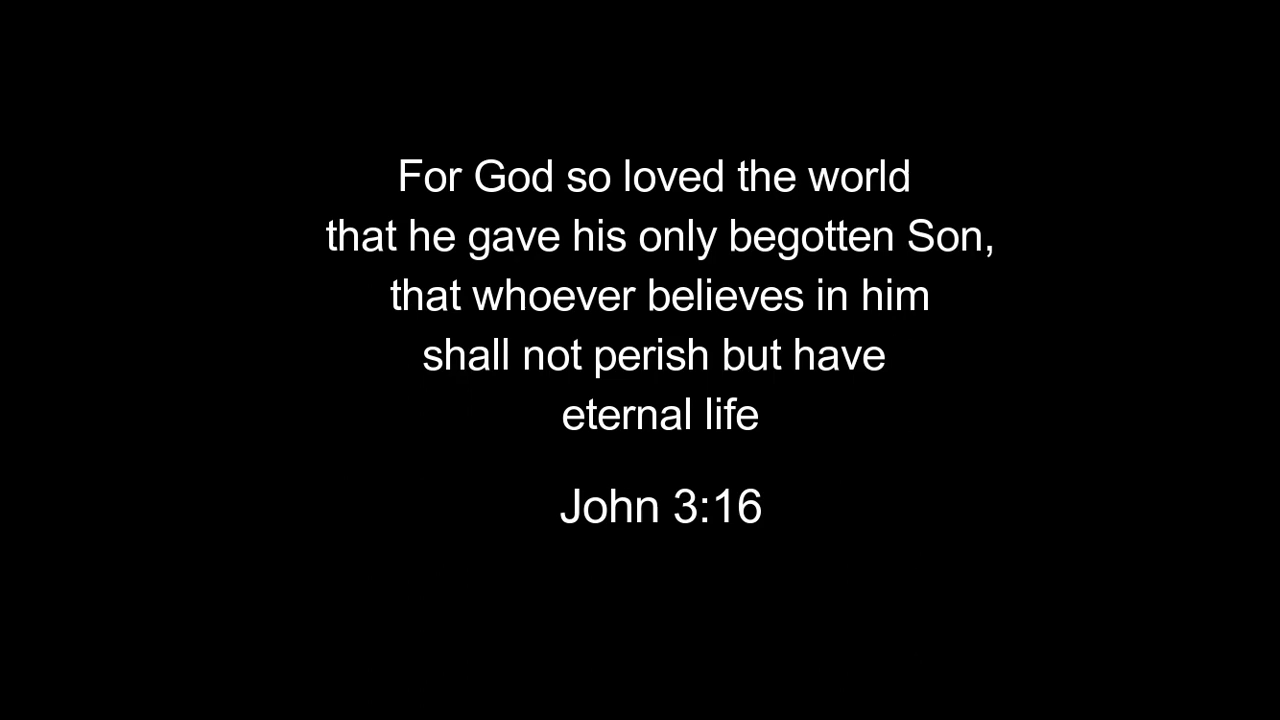 For God so loved the world
that he gave his only begotten Son,
that whoever believes in him
shall not perish but have
eternal life
John 3:16